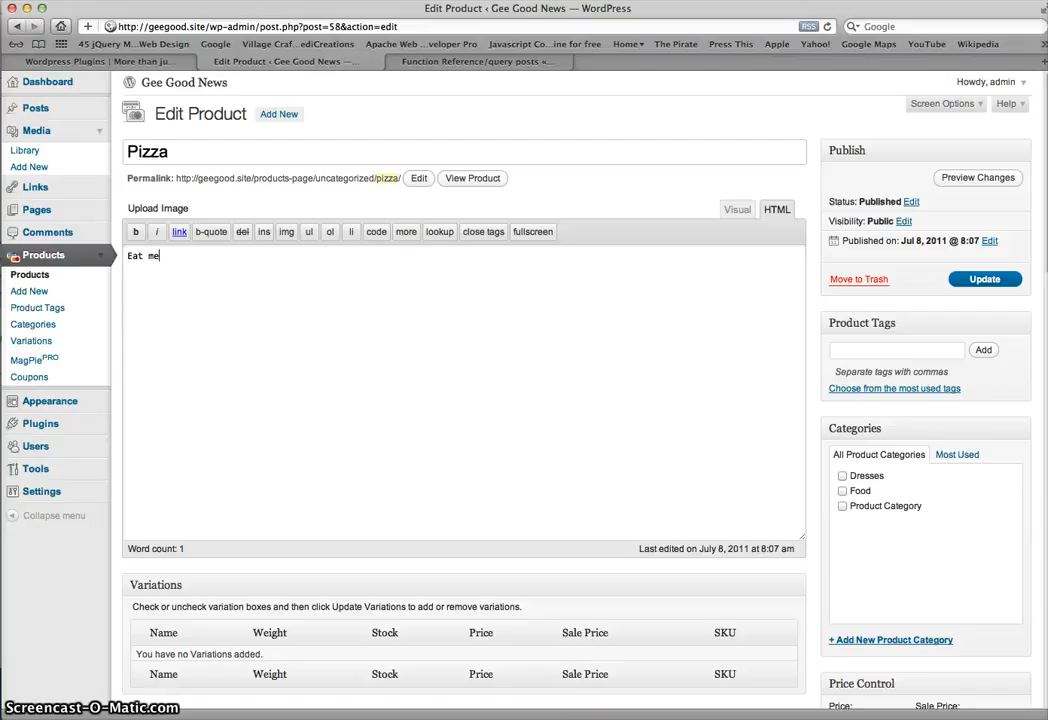 Edit Product ‹ Gee Good News — WordPress
http://geegood.site/wp-admin/post.php?post=58&action=edit RSS Google
45 jQuery M...Web Design Google Village Craf...ediCreations Apache Web ...veloper Pro Javascript Co...ine for free Home The Pirate Press This Apple Yahoo! Google Maps YouTube Wikipedia
Wordpress Plugins | More than ju... Edit Product ‹ Gee Good News —... Function Reference/query posts «...
Dashboard
Posts
Media
Library
Add New
Links
Pages
Comments
Products
Products
Add New
Product Tags
Categories
Variations
MagPiePRO
Coupons
Appearance
Plugins
Users
Tools
Settings
Collapse menu
Gee Good News
Howdy, admin
Screen Options Help
Edit Product Add New
Pizza
Permalink: http://geegood.site/products-page/uncategorized/pizza/ Edit View Product
Upload Image Visual HTML
b i link b-quote del ins img ul ol li code more lookup close tags fullscreen
Eat me
Word count: 1 Last edited on July 8, 2011 at 8:07 am
Variations
Check or uncheck variation boxes and then click Update Variations to add or remove variations.
Name Weight Stock Price Sale Price SKU
You have no Variations added.
Name Weight Stock Price Sale Price SKU
Publish
Preview Changes
Status: Published Edit
Visibility: Public Edit
Published on: Jul 8, 2011 @ 8:07 Edit
Move to Trash Update
Product Tags
Add
Separate tags with commas
Choose from the most used tags
Categories
All Product Categories Most Used
Dresses
Food
Product Category
+ Add New Product Category
Price Control
Price: Sale Price:
Screencast-O-Matic.com